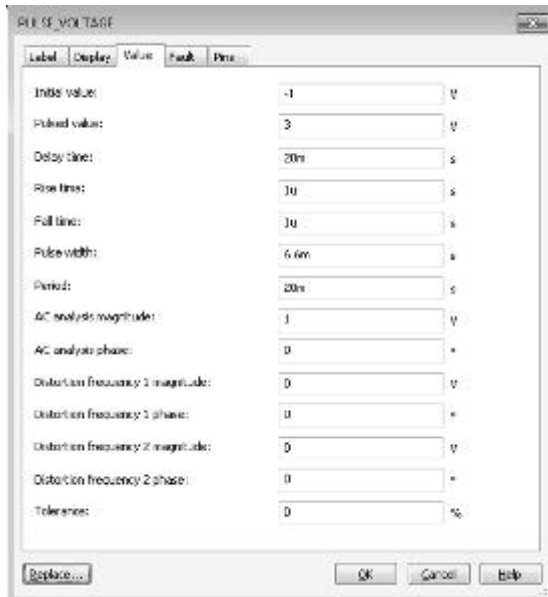 PULSE_VOLTAGE
Label Display Value Fault Pins
Initial value: -1 V
Pulsed value: 3 V
Delay time: 20m s
Rise time: 1u s
Fall time: 1u s
Pulse width: 6.6m s
Period: 20m s
AC analysis magnitude: 1 V
AC analysis phase: 0 °
Distortion frequency 1 magnitude: 0 V
Distortion frequency 1 phase: 0 °
Distortion frequency 2 magnitude: 0 V
Distortion frequency 2 phase: 0 °
Tolerance: 0 %
Replace... OK Cancel Help